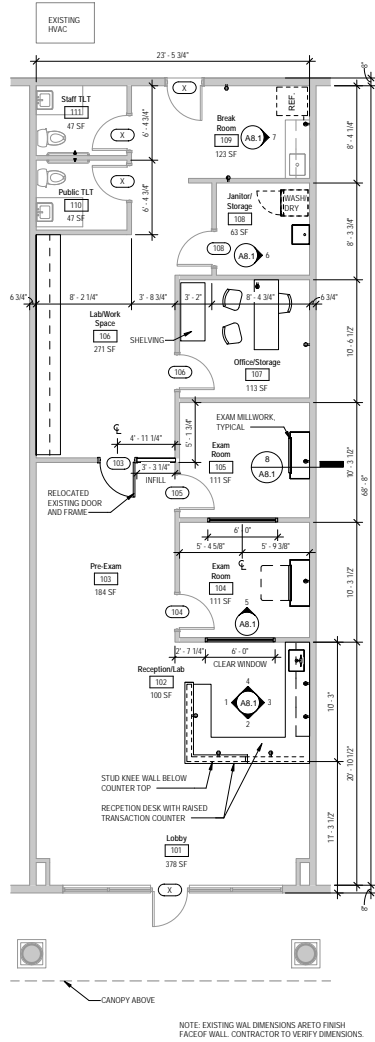 EXISTING
HVAC
23' - 5 3/4"
8"
X
Staff TLT
111
47 SF
X
6' - 4 3/4"
Break
Room
109
123 SF
A8.1
7
REF.
8' - 4 1/4"
Public TLT
110
47 SF
X
6' - 4 3/4"
Janitor/
Storage
108
63 SF
WASH/
DRY
108
A8.1
6
8' - 3 3/4"
6 3/4"
8' - 2 1/4"
3' - 8 3/4"
3' - 2"
8' - 4 3/4"
6 3/4"
Lab/Work
Space
106
271 SF
SHELVING
106
Office/Storage
107
113 SF
10' - 6 1/2"
℄
4' - 11 1/4"
103
3' - 3 1/4"
INFILL
5' - 1 3/4"
EXAM MILLWORK,
TYPICAL
Exam
Room
105
111 SF
8
A8.1
10' - 3 1/2"
68' - 8"
RELOCATED
EXISTING DOOR
AND FRAME
105
6' - 0"
5' - 4 5/8"
5' - 9 3/8"
℄
Pre-Exam
103
184 SF
Exam
Room
104
111 SF
104
5
A8.1
10' - 3 1/2"
2' - 7 1/4"
6' - 0"
CLEAR WINDOW
Reception/Lab
102
100 SF
4
1
A8.1
3
2
10' - 3"
20' - 10 1/2"
STUD KNEE WALL BELOW
COUNTER TOP
RECPETION DESK WITH RAISED
TRANSACTION COUNTER
11' - 3 1/2"
Lobby
101
378 SF
X
8"
CANOPY ABOVE
NOTE: EXISTING WAL DIMENSIONS ARETO FINISH
FACEOF WALL. CONTRACTOR TO VERIFY DIMENSIONS.